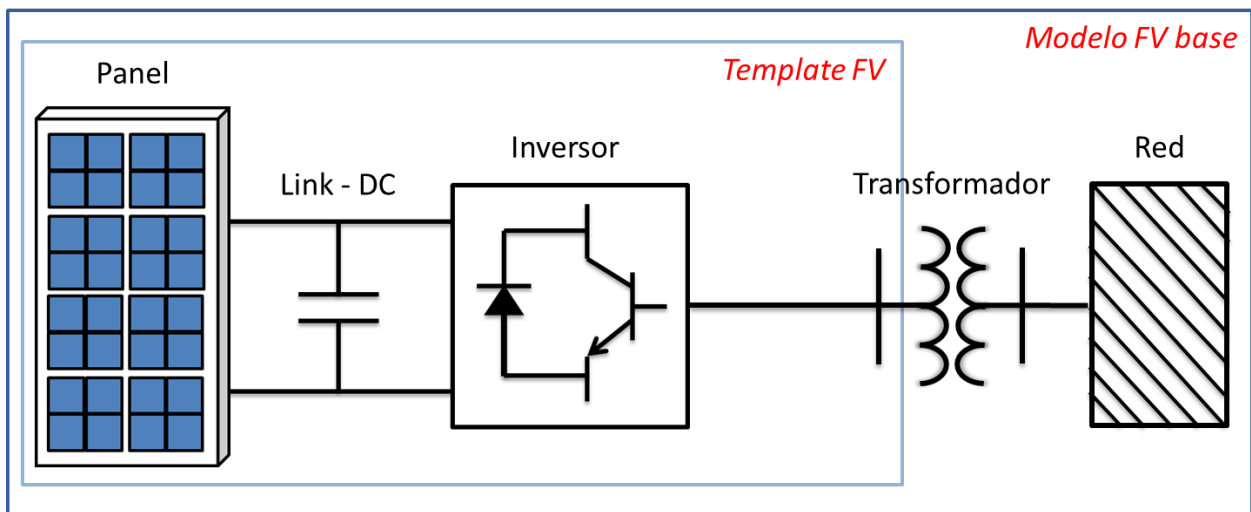 Modelo FV base
Template FV
Panel
Link - DC
Inversor
Transformador
Red